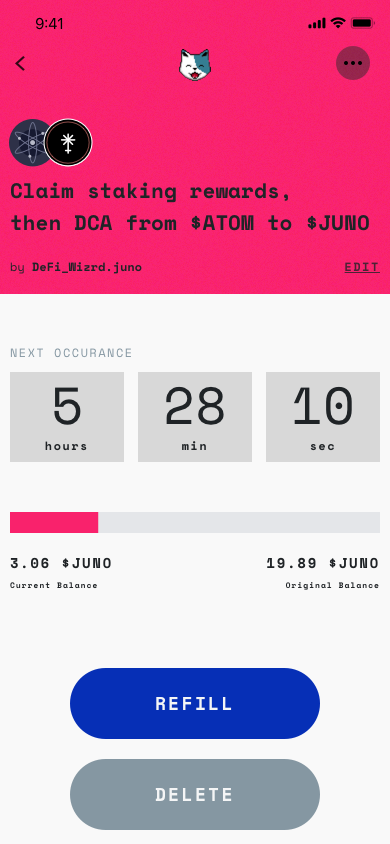 9:41
Claim staking rewards,
then DCA from $ATOM to $JUNO
by DeFi_Wizrd.juno
EDIT
NEXT OCCURANCE
5
hours
28
min
10
sec
3.06 $JUNO
19.89 $JUNO
Current Balance
Original Balance
REFILL
DELETE